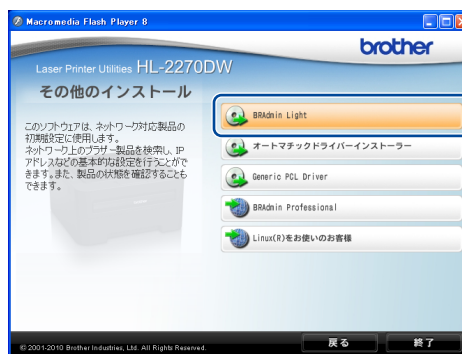 Macromedia Flash Player 8
brother
Laser Printer Utilities HL-2270DW
その他のインストール
このソフトウェアは、ネットワーク対応製品の
初期設定に使用します。
ネットワーク上のブラザー製品を検索し、IP
アドレスなどの基本的な設定を行うことがで
きます。また、製品の状態を確認することも
できます。
BRAdmin Light
オートマチックドライバーインストーラー
Generic PCL Driver
BRAdmin Professional
Linux(R)をお使いのお客様
© 2001-2010 Brother Industries, Ltd. All Rights Reserved.
戻る
終了